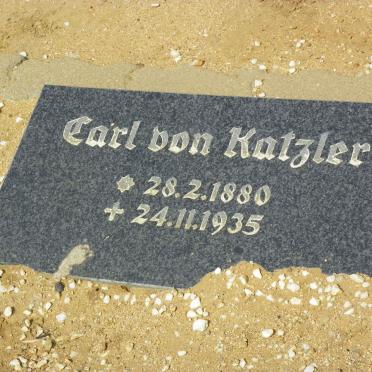 Carl von Katzler
* 28.2.1880
+ 24.11.1935